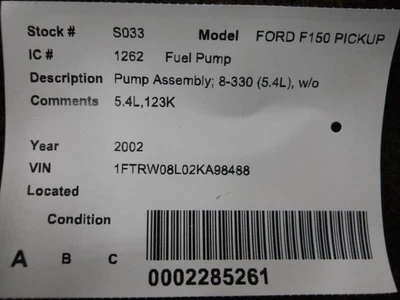 Stock # S033 Model FORD F150 PICKUP
IC # 1262 Fuel Pump
Description Pump Assembly; 8-330 (5.4L), w/o
Comments 5.4L,123K
Year 2002
VIN 1FTRW08L02KA98488
Located
Condition
A B C
0002285261